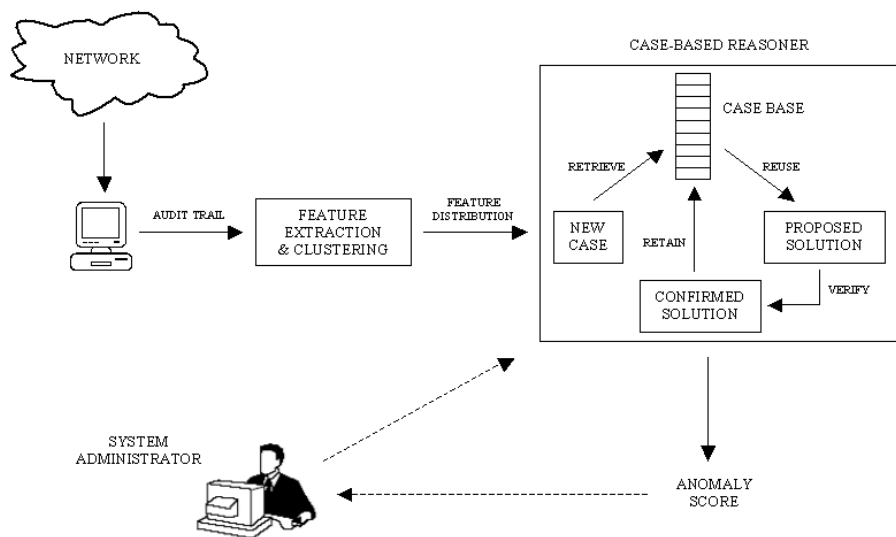 NETWORK
CASE-BASED REASONER
CASE BASE
RETRIEVE
REUSE
AUDIT TRAIL
FEATURE
EXTRACTION
& CLUSTERING
FEATURE
DISTRIBUTION
NEW
CASE
RETAIN
PROPOSED
SOLUTION
VERIFY
CONFIRMED
SOLUTION
SYSTEM
ADMINISTRATOR
ANOMALY
SCORE